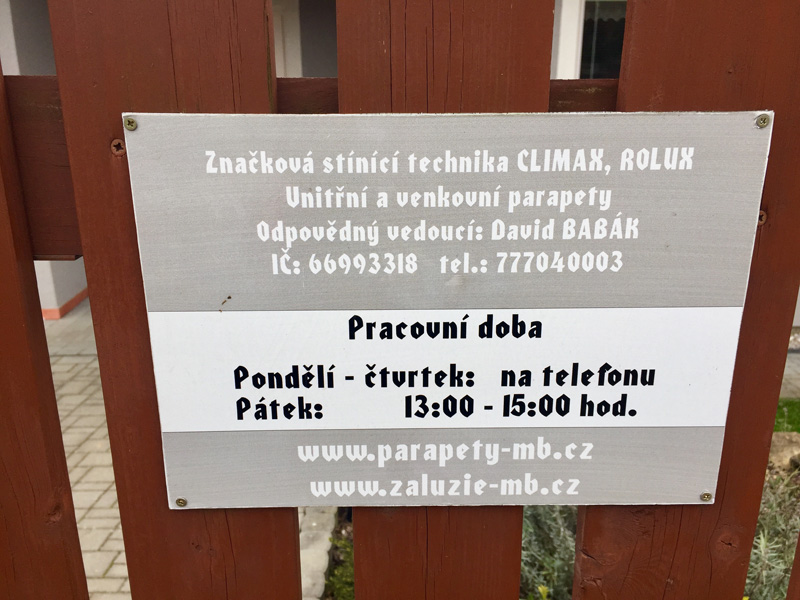 Značková stínící technika CLIMAX, ROLUX
Vnitřní a venkovní parapety
Odpovědný vedoucí: David BABÁK
IČ: 66993318 tel.: 777040003
Pracovní doba
Pondělí - čtvrtek: na telefonu
Pátek: 13:00 - 15:00 hod.
www.parapety-mb.cz
www.zaluzie-mb.cz